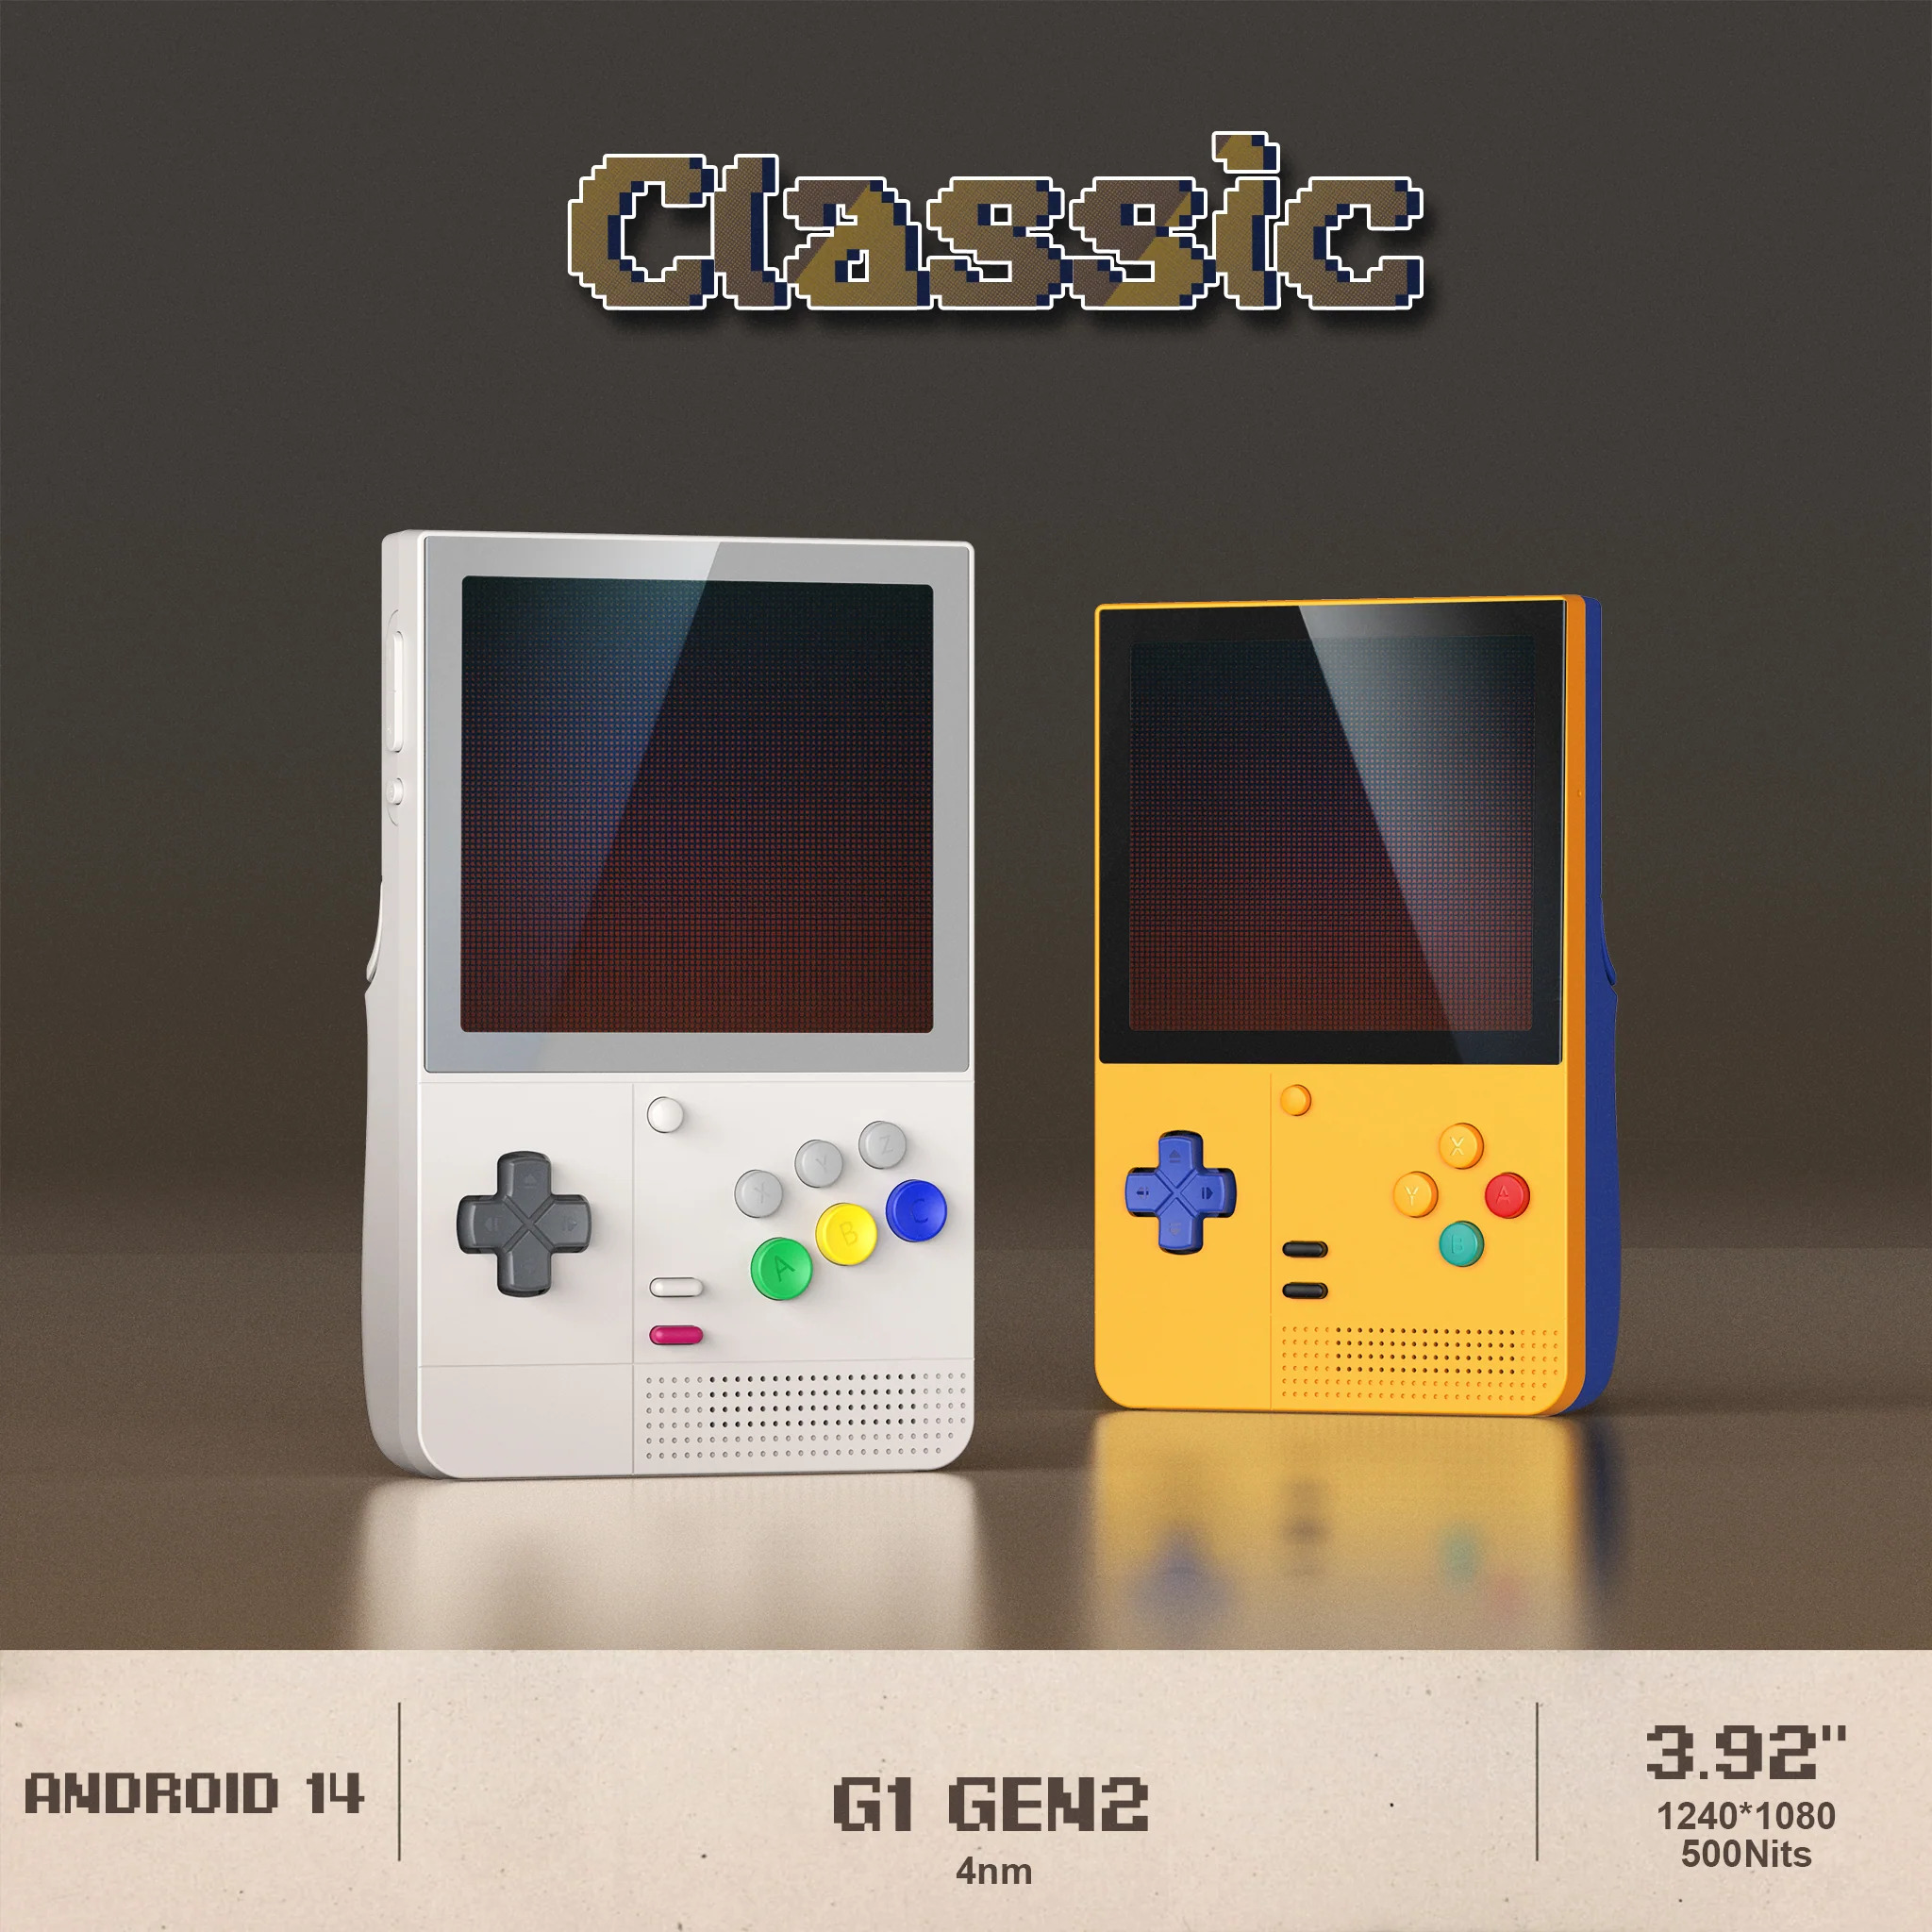 Classic
X Y Z
A B C
X
Y A
B
ANDROID 14
G1 GEN2
4nm
3.92"
1240*1080
500Nits